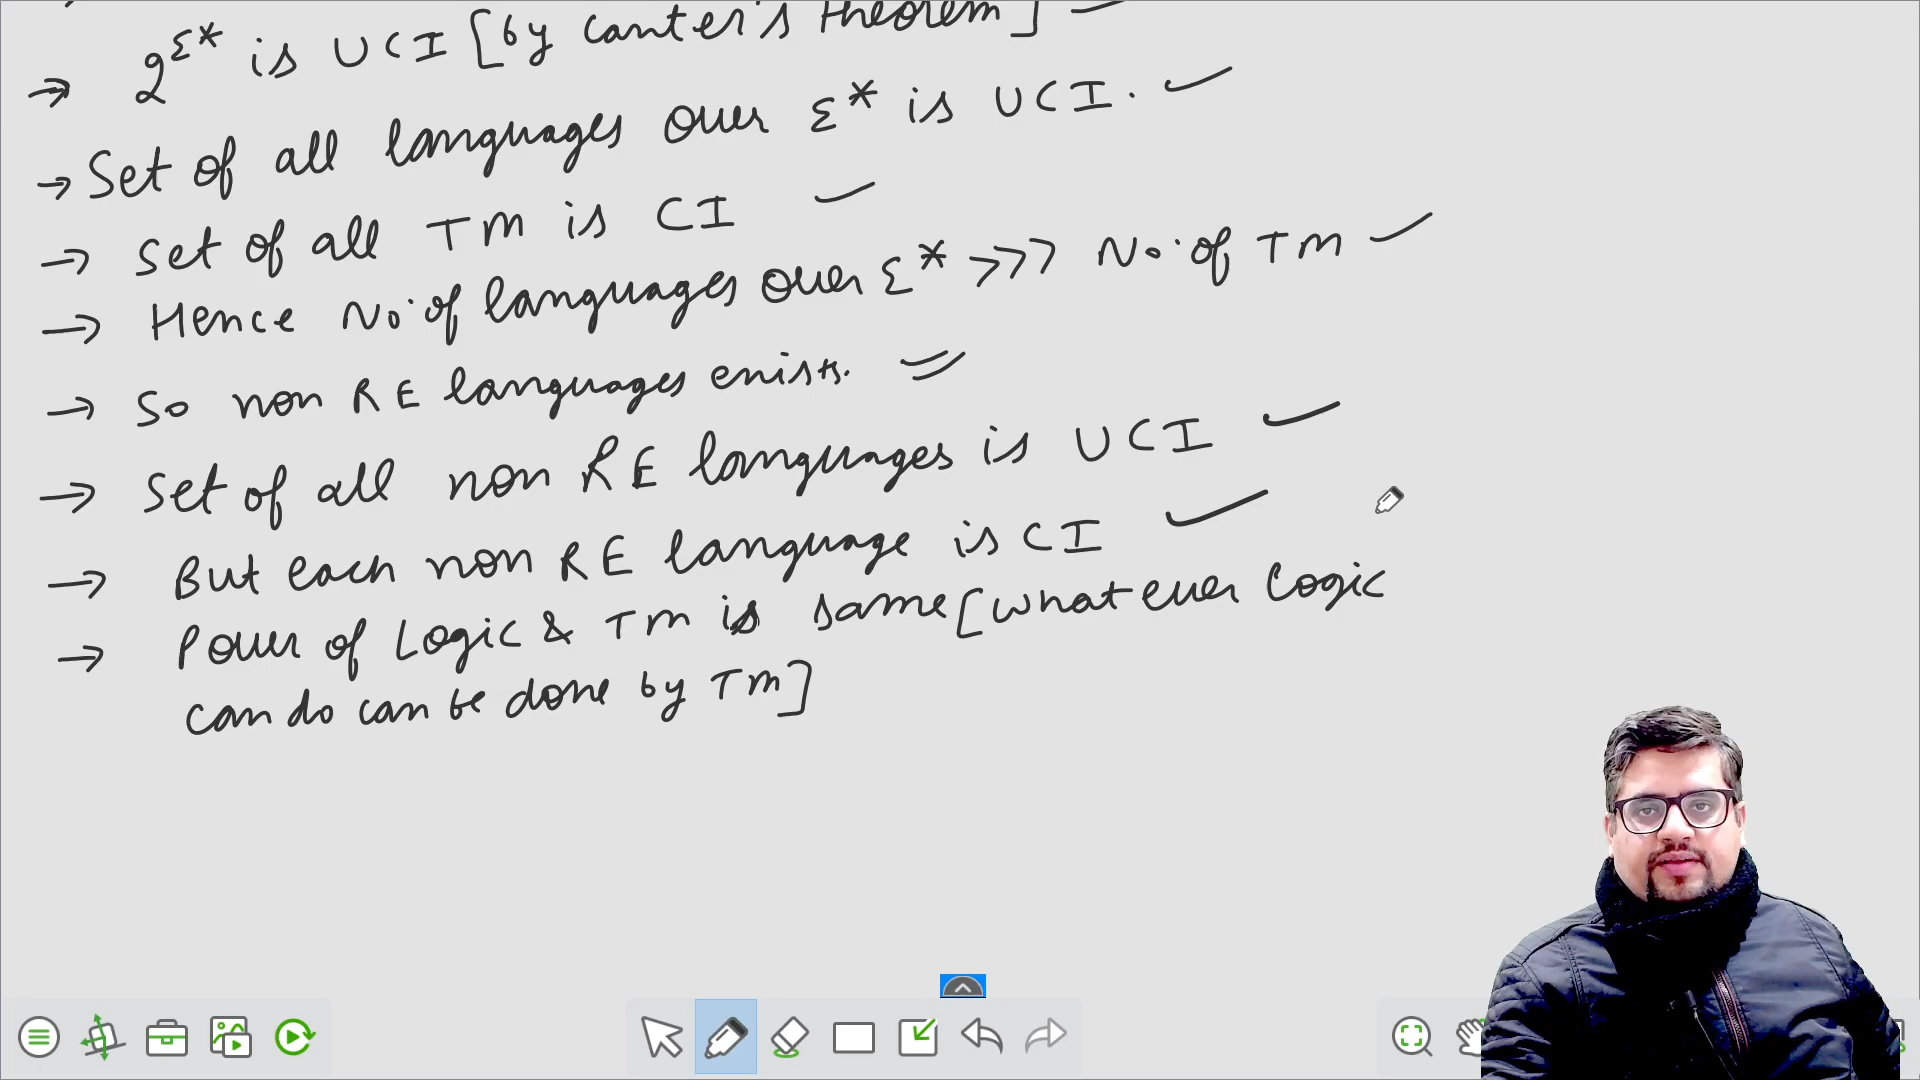 → 2^Σ* is UCI [by canter's theorem]
→ Set of all languages over Σ* is UCI.
→ Set of all TM is CI
→ Hence No. of languages over Σ* >>> No. of TM
→ So non RE languages enists.
→ Set of all non RE languages is UCI
→ But each non RE language is CI
→ Power of Logic & TM is same [whatever Logic
can do can be done by TM]